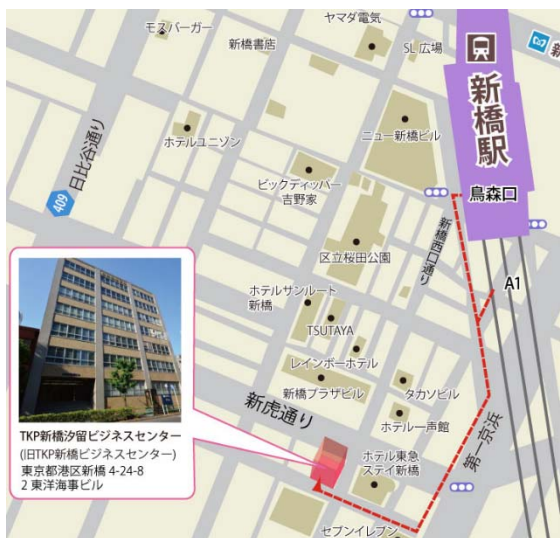 モスバーガー
ヤマダ電気
新橋書店
SL 広場
新
新橋駅
ニュー新橋ビル
ホテルユニゾン
日比谷通り
409
ビックディッパー
吉野家
烏森口
新橋西口通り
区立桜田公園
A1
ホテルサンルート
新橋
TSUTAYA
レインボーホテル
新虎通り
新橋プラザビル
タカソビル
ホテル一声館
第一京浜
TKP新橋汐留ビジネスセンター
(旧TKP新橋ビジネスセンター)
東京都港区新橋 4-24-8
2 東洋海事ビル
ホテル東急
ステイ新橋
セブンイレブン